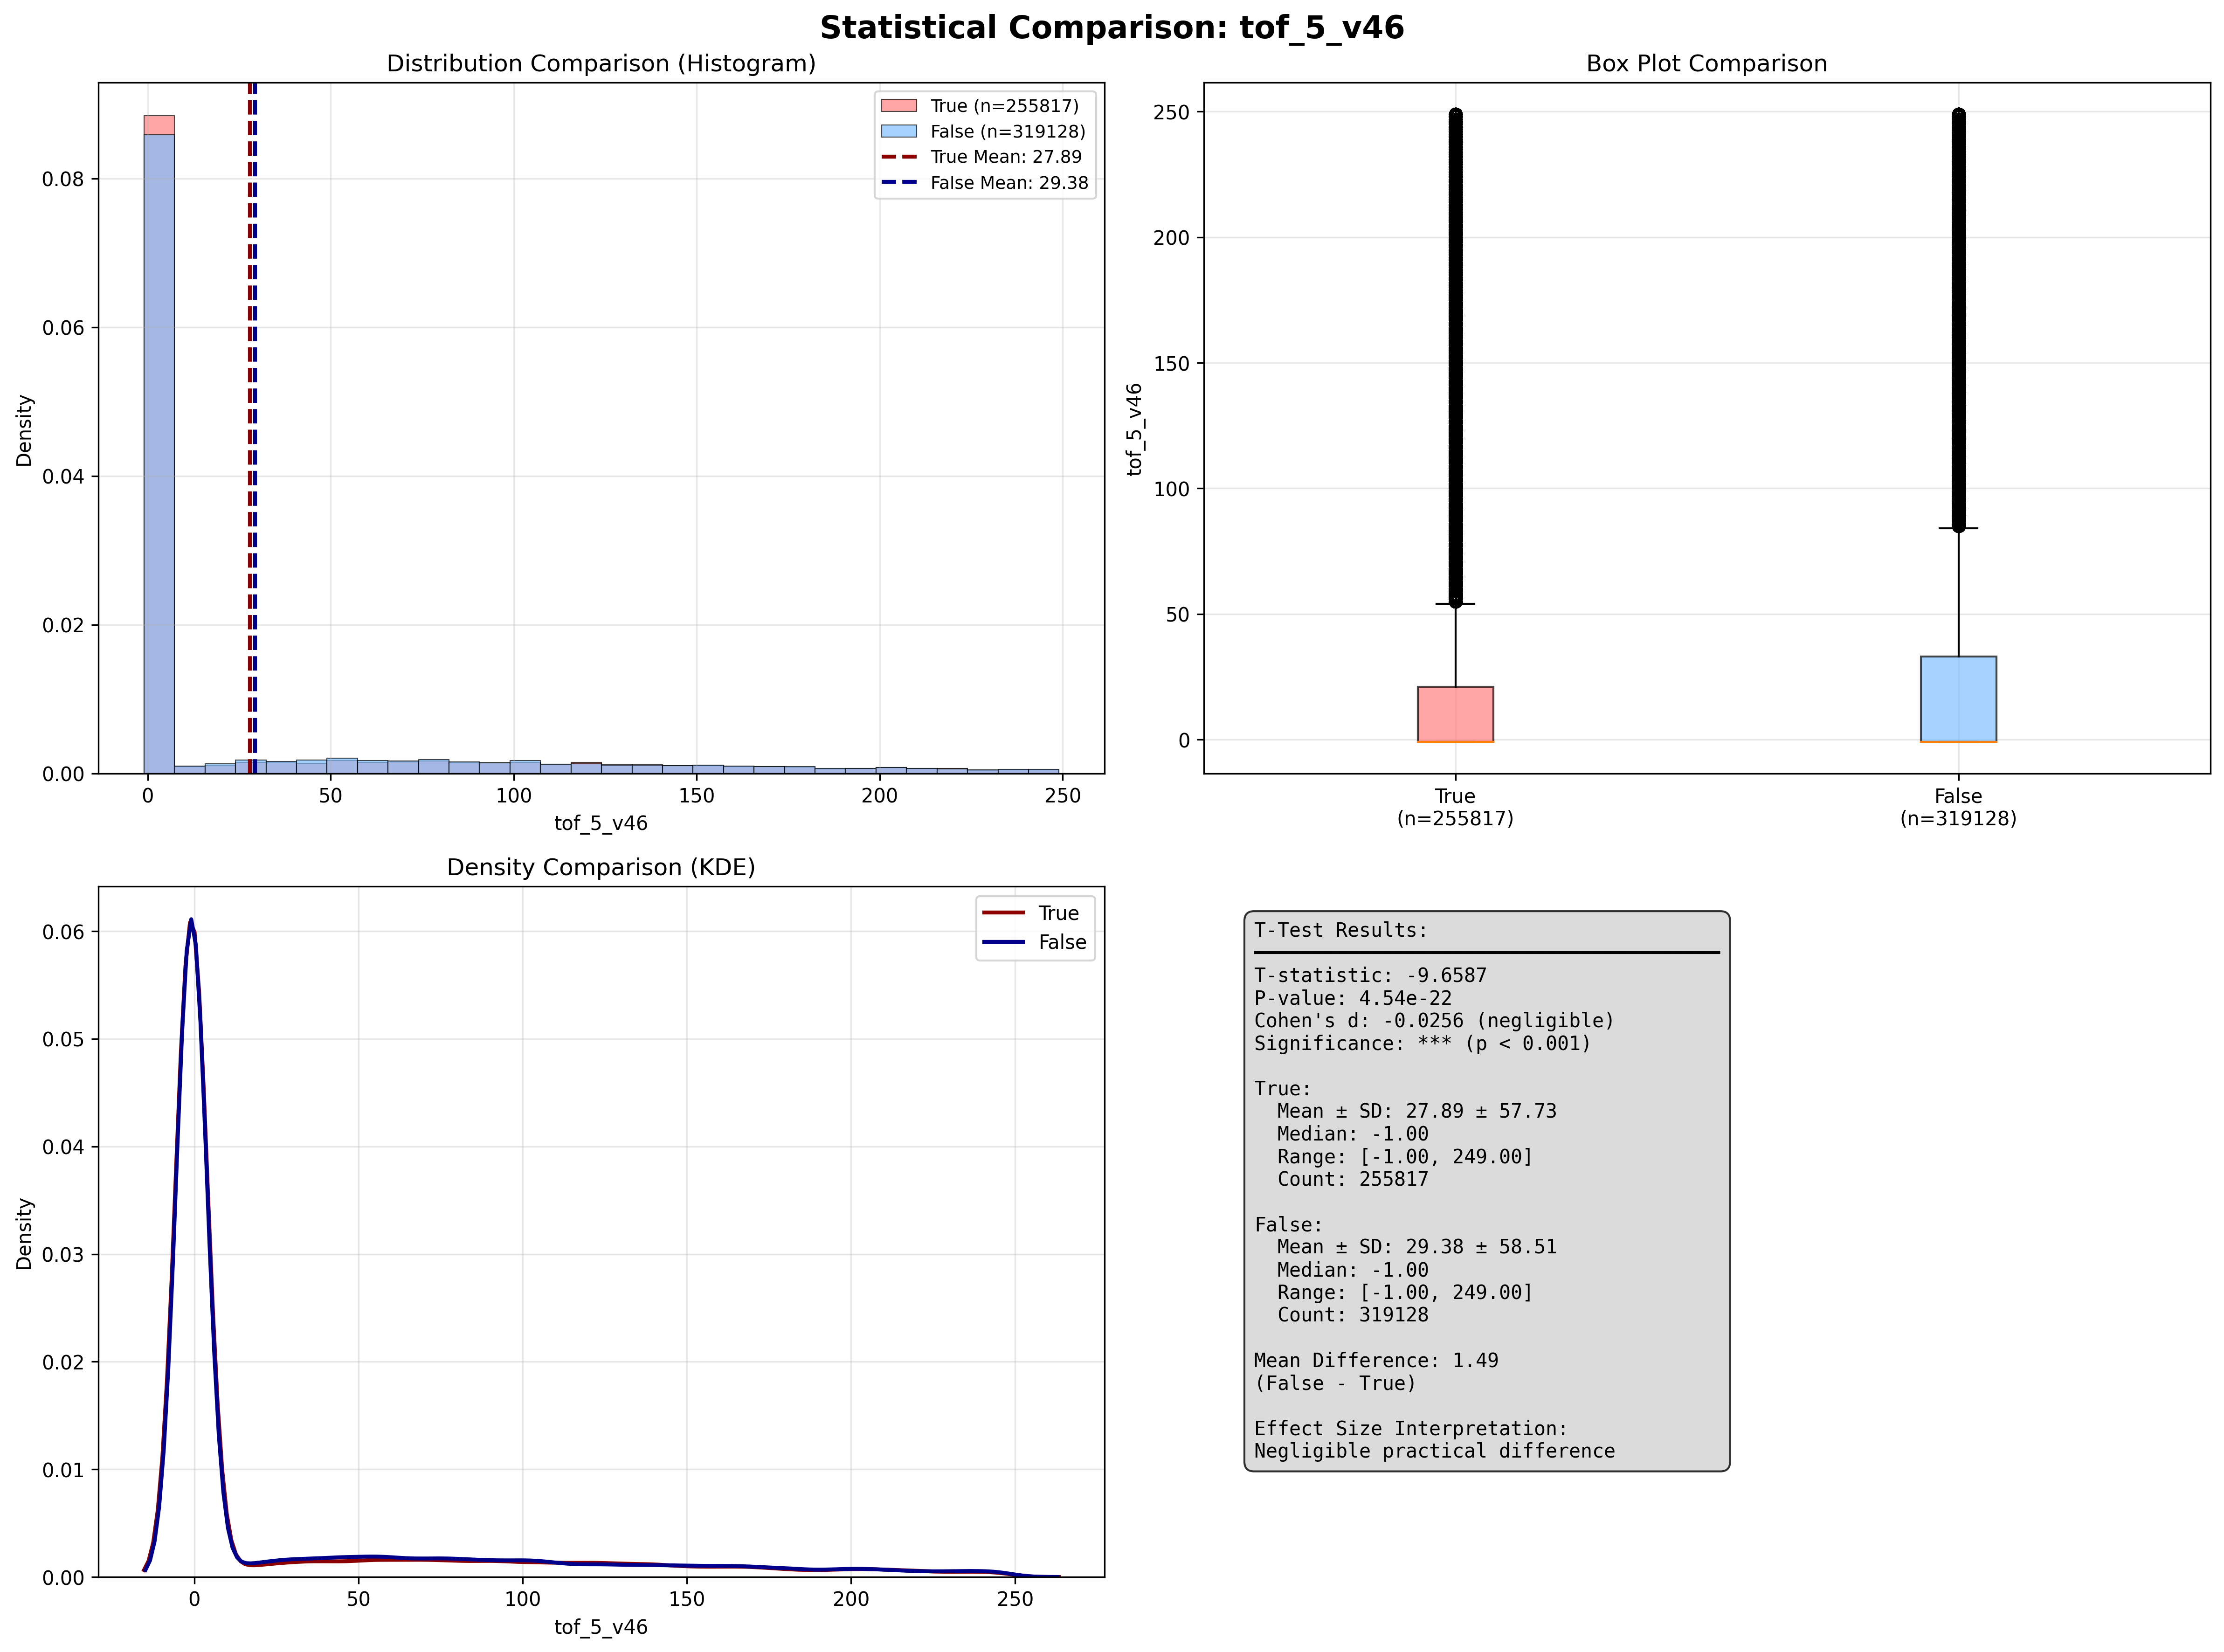 Statistical Comparison: tof_5_v46
Distribution Comparison (Histogram)
True (n=255817)
False (n=319128)
True Mean: 27.89
False Mean: 29.38
Density
0.08
0.06
0.04
0.02
0.00
0
50
100
150
200
250
tof_5_v46
Box Plot Comparison
tof_5_v46
250
200
150
100
50
0
True
(n=255817)
False
(n=319128)
Density Comparison (KDE)
True
False
Density
0.06
0.05
0.04
0.03
0.02
0.01
0.00
0
50
100
150
200
250
tof_5_v46
T-Test Results:
T-statistic: -9.6587
P-value: 4.54e-22
Cohen's d: -0.0256 (negligible)
Significance: *** (p < 0.001)
True:
Mean ± SD: 27.89 ± 57.73
Median: -1.00
Range: [-1.00, 249.00]
Count: 255817
False:
Mean ± SD: 29.38 ± 58.51
Median: -1.00
Range: [-1.00, 249.00]
Count: 319128
Mean Difference: 1.49
(False - True)
Effect Size Interpretation:
Negligible practical difference